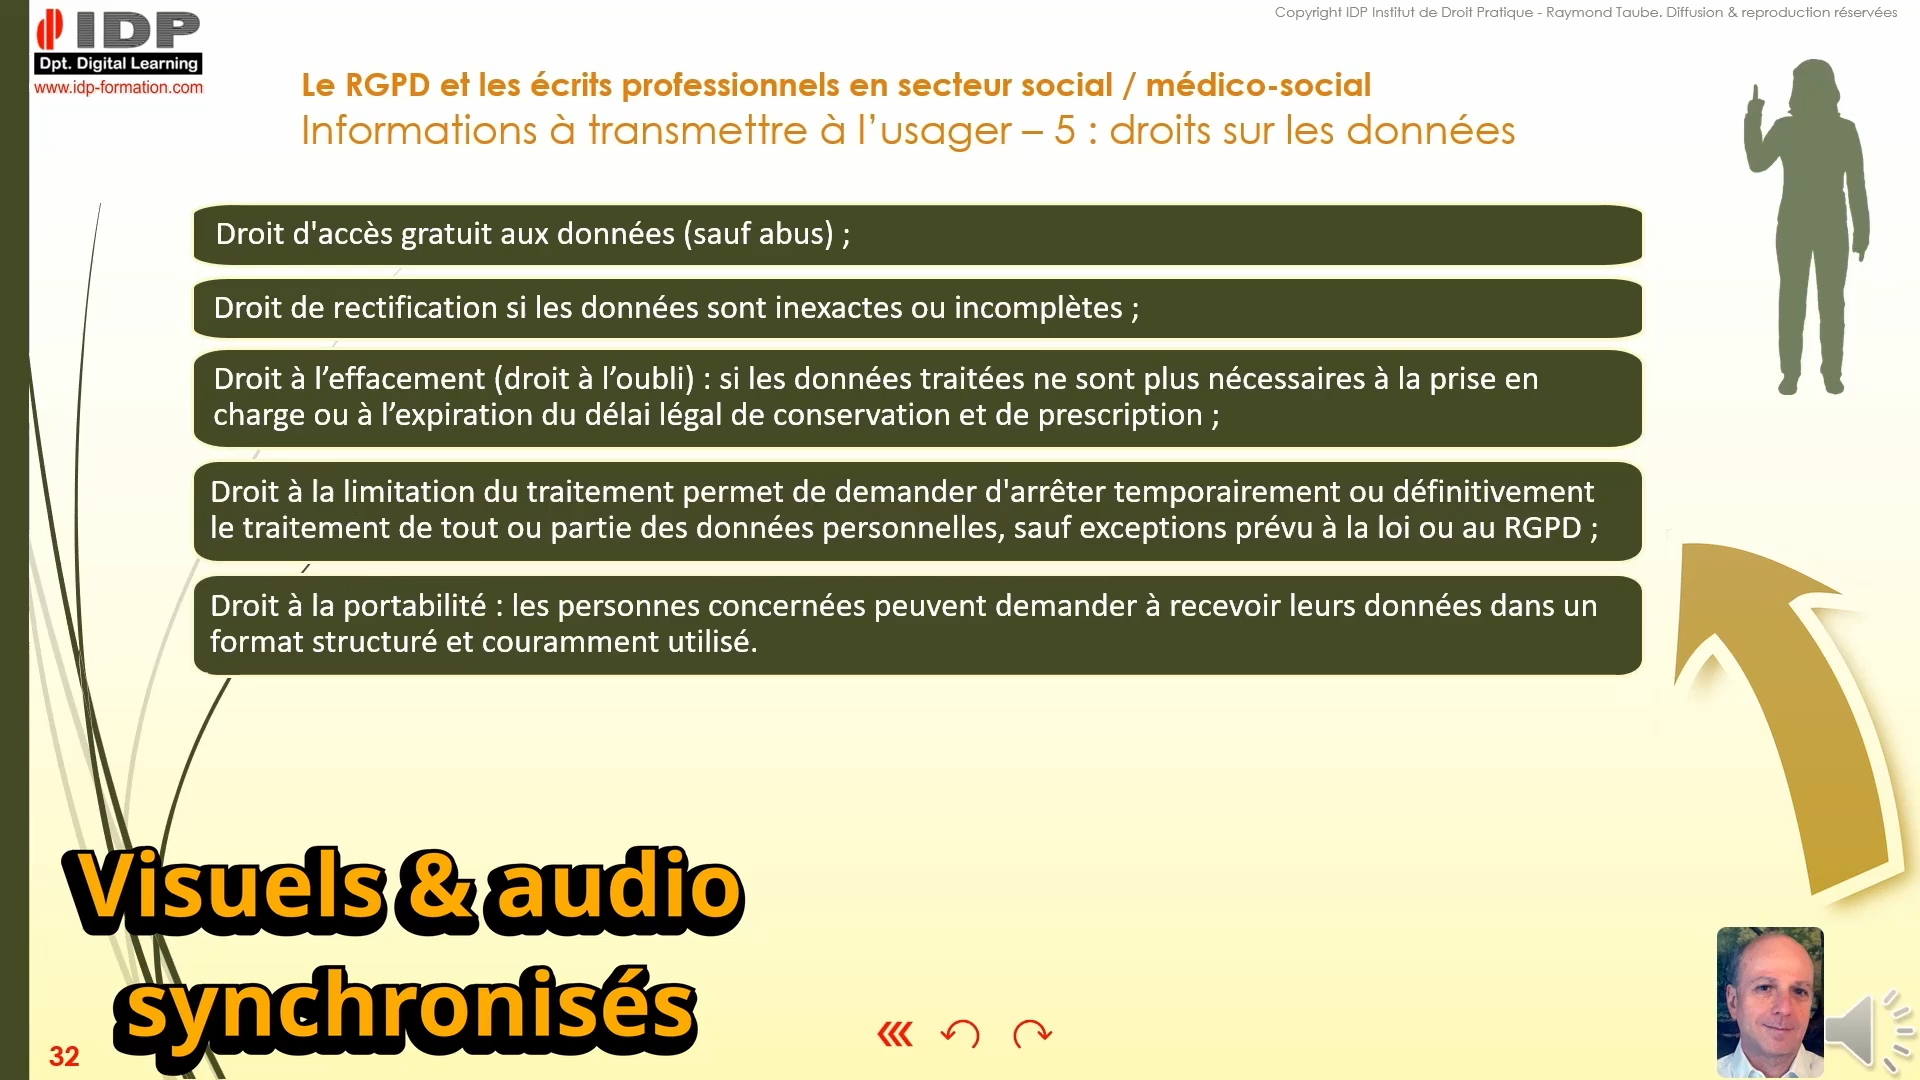 Copyright IDP Institut de Droit Pratique - Raymond Taube. Diffusion & reproduction réservées
IDP
Dpt. Digital Learning
www.idp-formation.com
Le RGPD et les écrits professionnels en secteur social / médico-social
Informations à transmettre à l’usager – 5 : droits sur les données
Droit d'accès gratuit aux données (sauf abus) ;
Droit de rectification si les données sont inexactes ou incomplètes ;
Droit à l’effacement (droit à l’oubli) : si les données traitées ne sont plus nécessaires à la prise en
charge ou à l’expiration du délai légal de conservation et de prescription ;
Droit à la limitation du traitement permet de demander d'arrêter temporairement ou définitivement
le traitement de tout ou partie des données personnelles, sauf exceptions prévu à la loi ou au RGPD ;
Droit à la portabilité : les personnes concernées peuvent demander à recevoir leurs données dans un
format structuré et couramment utilisé.
Visuels & audio
synchronisés
32